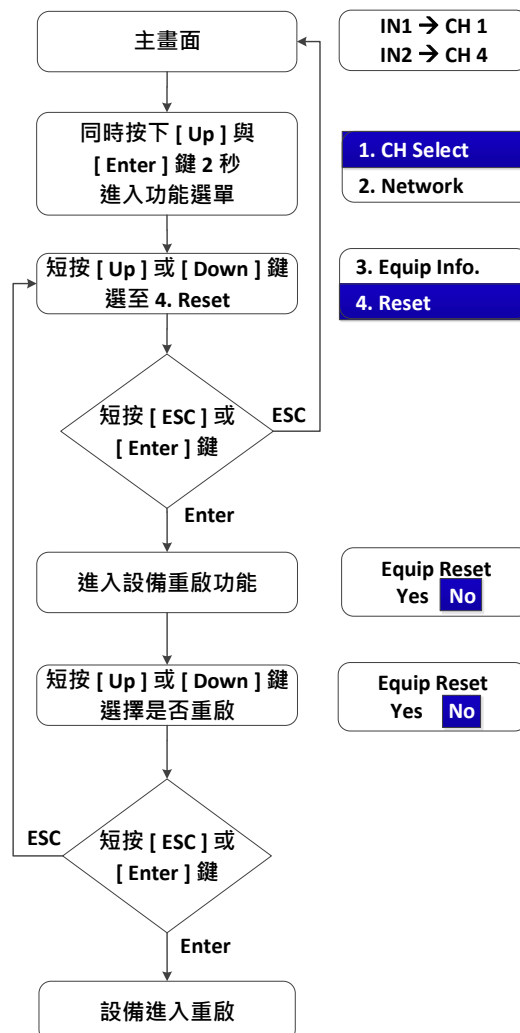 主畫面
IN1 → CH 1
IN2 → CH 4
同時按下 [ Up ] 與
[ Enter ] 鍵 2 秒
進入功能選單
1. CH Select
2. Network
短按 [ Up ] 或 [ Down ] 鍵
選至 4. Reset
3. Equip Info.
4. Reset
短按 [ ESC ] 或
[ Enter ] 鍵
ESC
Enter
進入設備重啟功能
Equip Reset
Yes No
短按 [ Up ] 或 [ Down ] 鍵
選擇是否重啟
Equip Reset
Yes No
ESC
短按 [ ESC ] 或
[ Enter ] 鍵
Enter
設備進入重啟